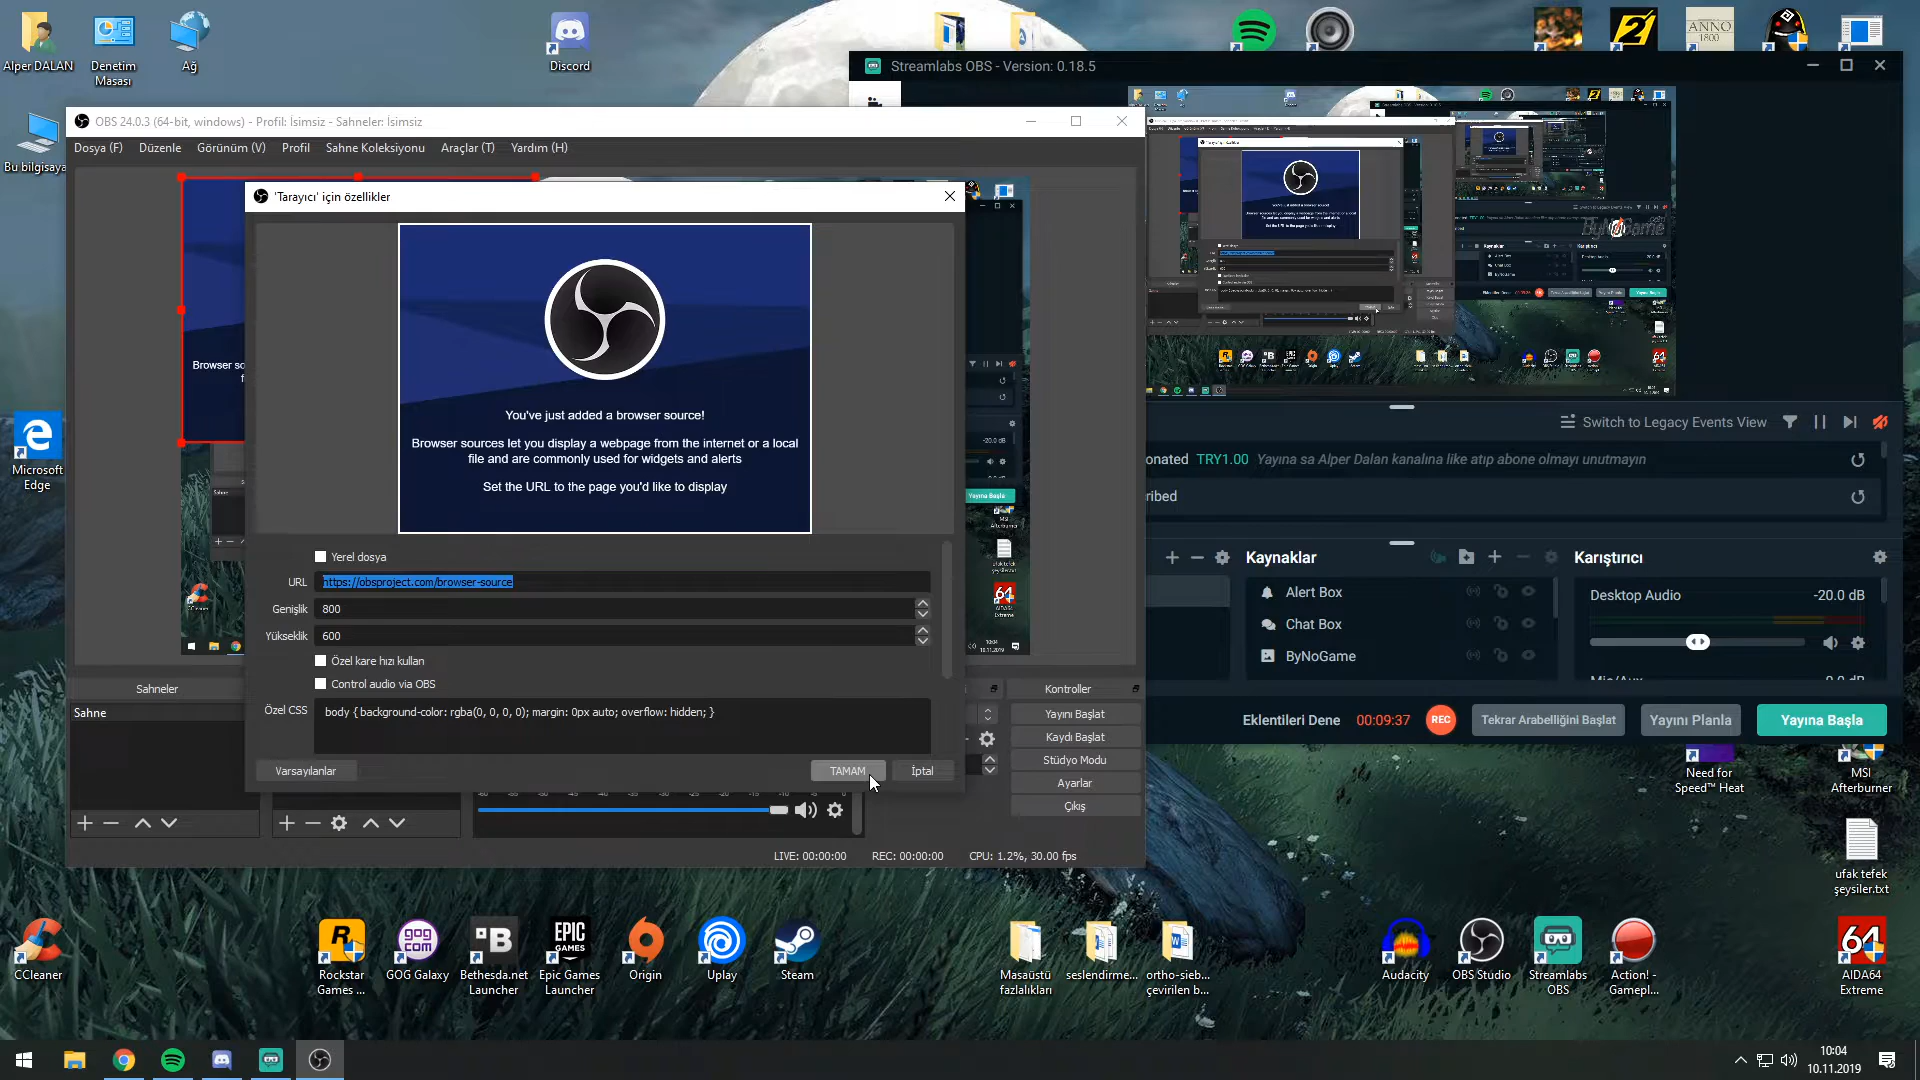 Alper DALAN
Denetim
Masası
Ağ
Discord
ANNO
1800
Streamlabs OBS - Version: 0.18.5
Bu bilgisaya
OBS 24.0.3 (64-bit, windows) - Profil: İsimsiz - Sahneler: İsimsiz
Dosya (F)
Düzenle
Görünüm (V)
Profil
Sahne Koleksiyonu
Araçlar (T)
Yardım (H)
'Tarayıcı' için özellikler
Browser so
f
You've just added a browser source!
Browser sources let you display a webpage from the internet or a local
file and are commonly used for widgets and alerts
Set the URL to the page you'd like to display
Microsoft
Edge
Switch to Legacy Events View
onated TRY1.00 Yayına sa Alper Dalan kanalına like atıp abone olmayı unutmayın
ribed
Yerel dosya
URL
https://obsproject.com/browser-source
Genişlik
800
Yükseklik
600
Özel kare hızı kullan
Control audio via OBS
Özel CSS
body { background-color: rgba(0, 0, 0, 0); margin: 0px auto; overflow: hidden; }
Varsayılanlar
TAMAM
İptal
Kaynaklar
Alert Box
Chat Box
ByNoGame
Karıştırıcı
Desktop Audio
-20.0 dB
Mic/Aux
0.0 dB
Sahneler
Sahne
Kontroller
Yayını Başlat
Kaydı Başlat
Stüdyo Modu
Ayarlar
Çıkış
Eklentileri Dene
00:09:37
REC
Tekrar Arabelleğini Başlat
Yayını Planla
Yayına Başla
LIVE: 00:00:00
REC: 00:00:00
CPU: 1.2%, 30.00 fps
Need for
Speed™ Heat
MSI
Afterburner
ufak tefek
şeysiler.txt
CCleaner
Rockstar
Games ...
GOG Galaxy
Bethesda.net
Launcher
Epic Games
Launcher
Origin
Uplay
Steam
Masaüstü
fazlalıkları
seslendirme...
ortho-sieb...
çevirilen b...
Audacity
OBS Studio
Streamlabs
OBS
Action! -
Gamepl...
AIDA64
Extreme
10:04
10.11.2019